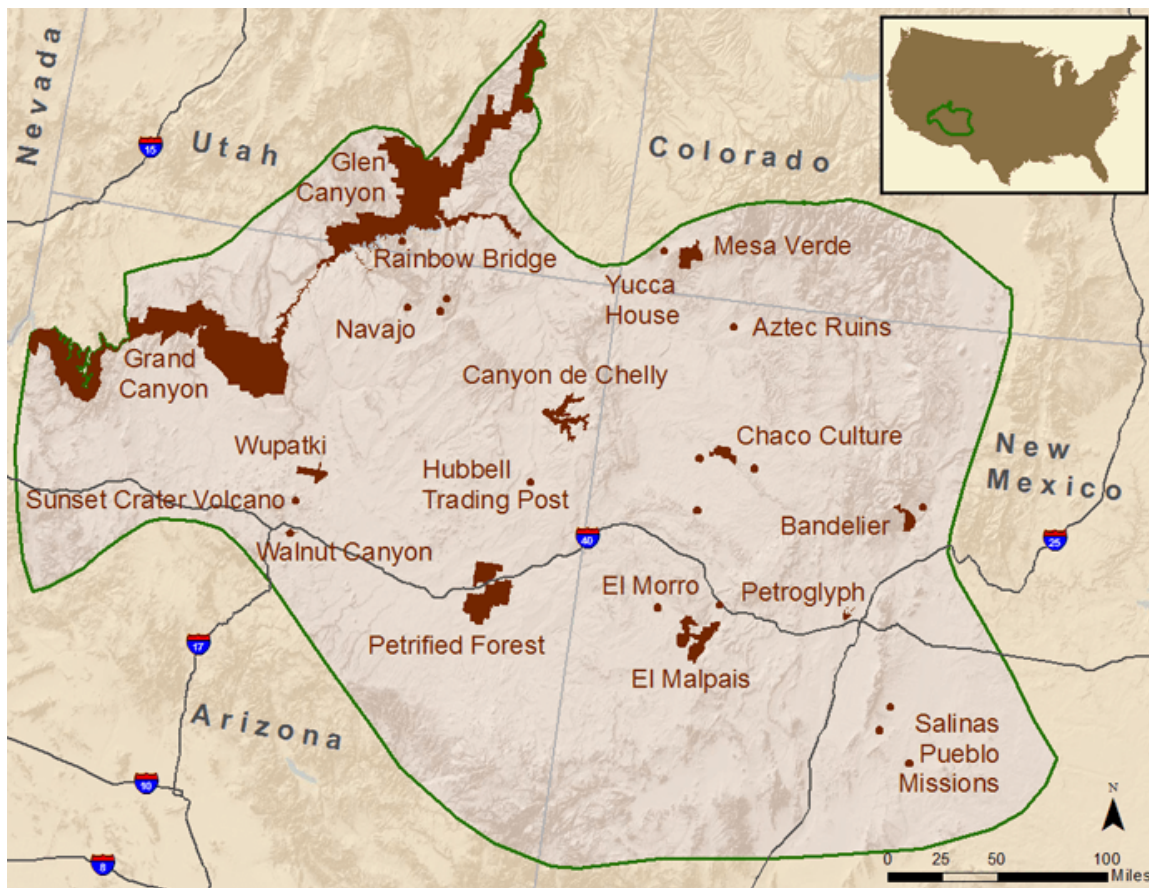 Nevada
Utah
15
Glen
Canyon
Colorado
Rainbow Bridge
Mesa Verde
Yucca
House
Navajo
Aztec Ruins
Grand
Canyon
Canyon de Chelly
Wupatki
Chaco Culture
Hubbell
Trading Post
Sunset Crater Volcano
New
Mexico
Bandelier
Walnut Canyon
40
25
El Morro
Petroglyph
Petrified Forest
17
El Malpais
Arizona
Salinas
Pueblo
Missions
10
8
N
0 25 50 100
Miles